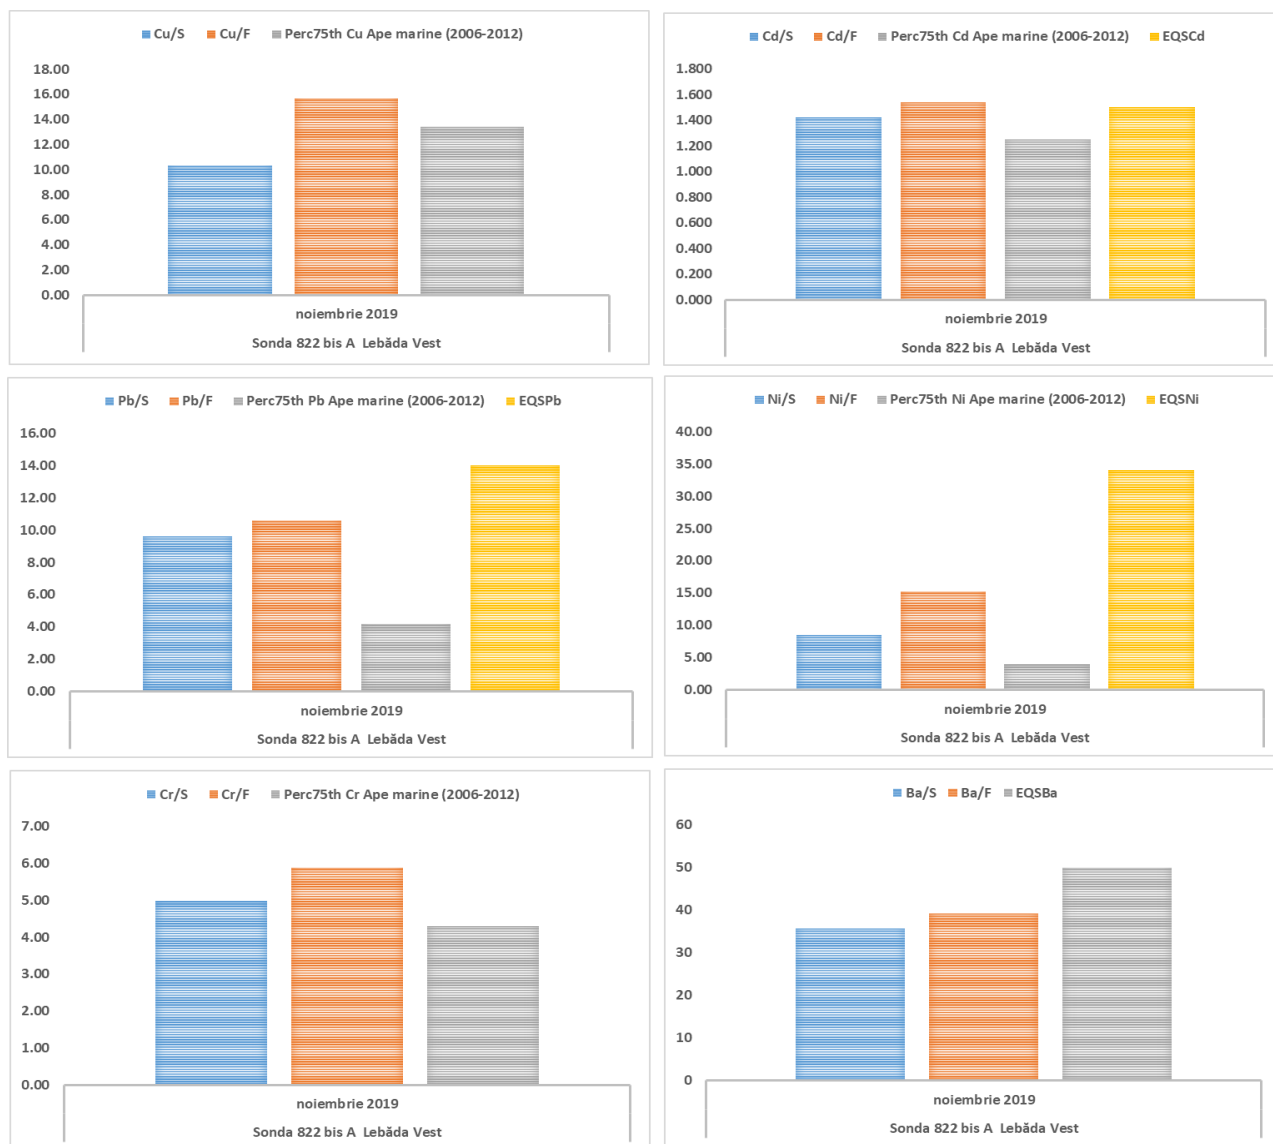 Cu/S Cu/F Perc75th Cu Ape marine (2006-2012)
18.00
16.00
14.00
12.00
10.00
8.00
6.00
4.00
2.00
0.00
noiembrie 2019
Sonda 822 bis A Lebăda Vest
Cd/S Cd/F Perc75th Cd Ape marine (2006-2012) EQSCd
1.800
1.600
1.400
1.200
1.000
0.800
0.600
0.400
0.200
0.000
noiembrie 2019
Sonda 822 bis A Lebăda Vest
Pb/S Pb/F Perc75th Pb Ape marine (2006-2012) EQSPb
16.00
14.00
12.00
10.00
8.00
6.00
4.00
2.00
0.00
noiembrie 2019
Sonda 822 bis A Lebăda Vest
Ni/S Ni/F Perc75th Ni Ape marine (2006-2012) EQSNi
40.00
35.00
30.00
25.00
20.00
15.00
10.00
5.00
0.00
noiembrie 2019
Sonda 822 bis A Lebăda Vest
Cr/S Cr/F Perc75th Cr Ape marine (2006-2012)
7.00
6.00
5.00
4.00
3.00
2.00
1.00
0.00
noiembrie 2019
Sonda 822 bis A Lebăda Vest
Ba/S Ba/F EQSBa
60
50
40
30
20
10
0
noiembrie 2019
Sonda 822 bis A Lebăda Vest